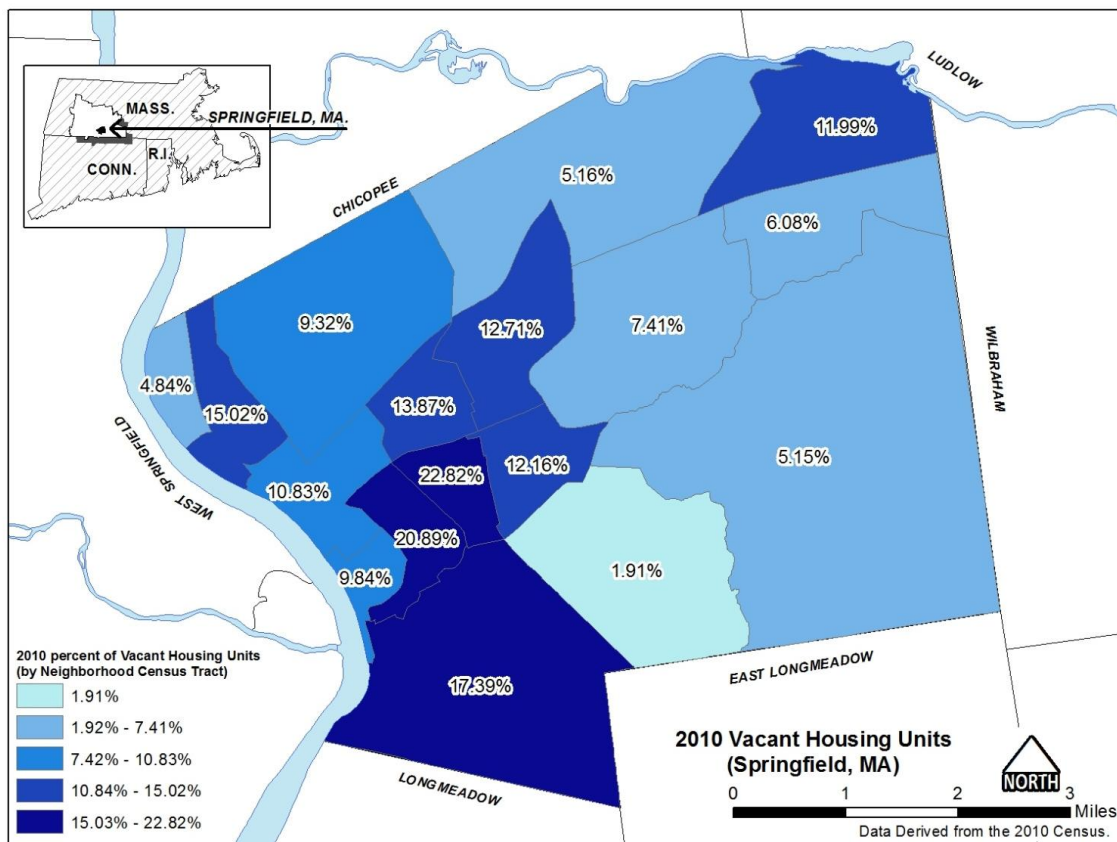 LUDLOW
MASS.
SPRINGFIELD, MA.
R.I.
CONN.
CHICOPEE
11.99%
5.16%
6.08%
9.32%
12.71%
7.41%
WILBRAHAM
4.84%
15.02%
13.87%
WEST SPRINGFIELD
22.82%
12.16%
5.15%
10.83%
20.89%
9.84%
1.91%
17.39%
EAST LONGMEADOW
LONGMEADOW
2010 percent of Vacant Housing Units
(by Neighborhood Census Tract)
1.91%
1.92% - 7.41%
7.42% - 10.83%
10.84% - 15.02%
15.03% - 22.82%
2010 Vacant Housing Units
(Springfield, MA)
NORTH
0 1 2 3
Miles
Data Derived from the 2010 Census.